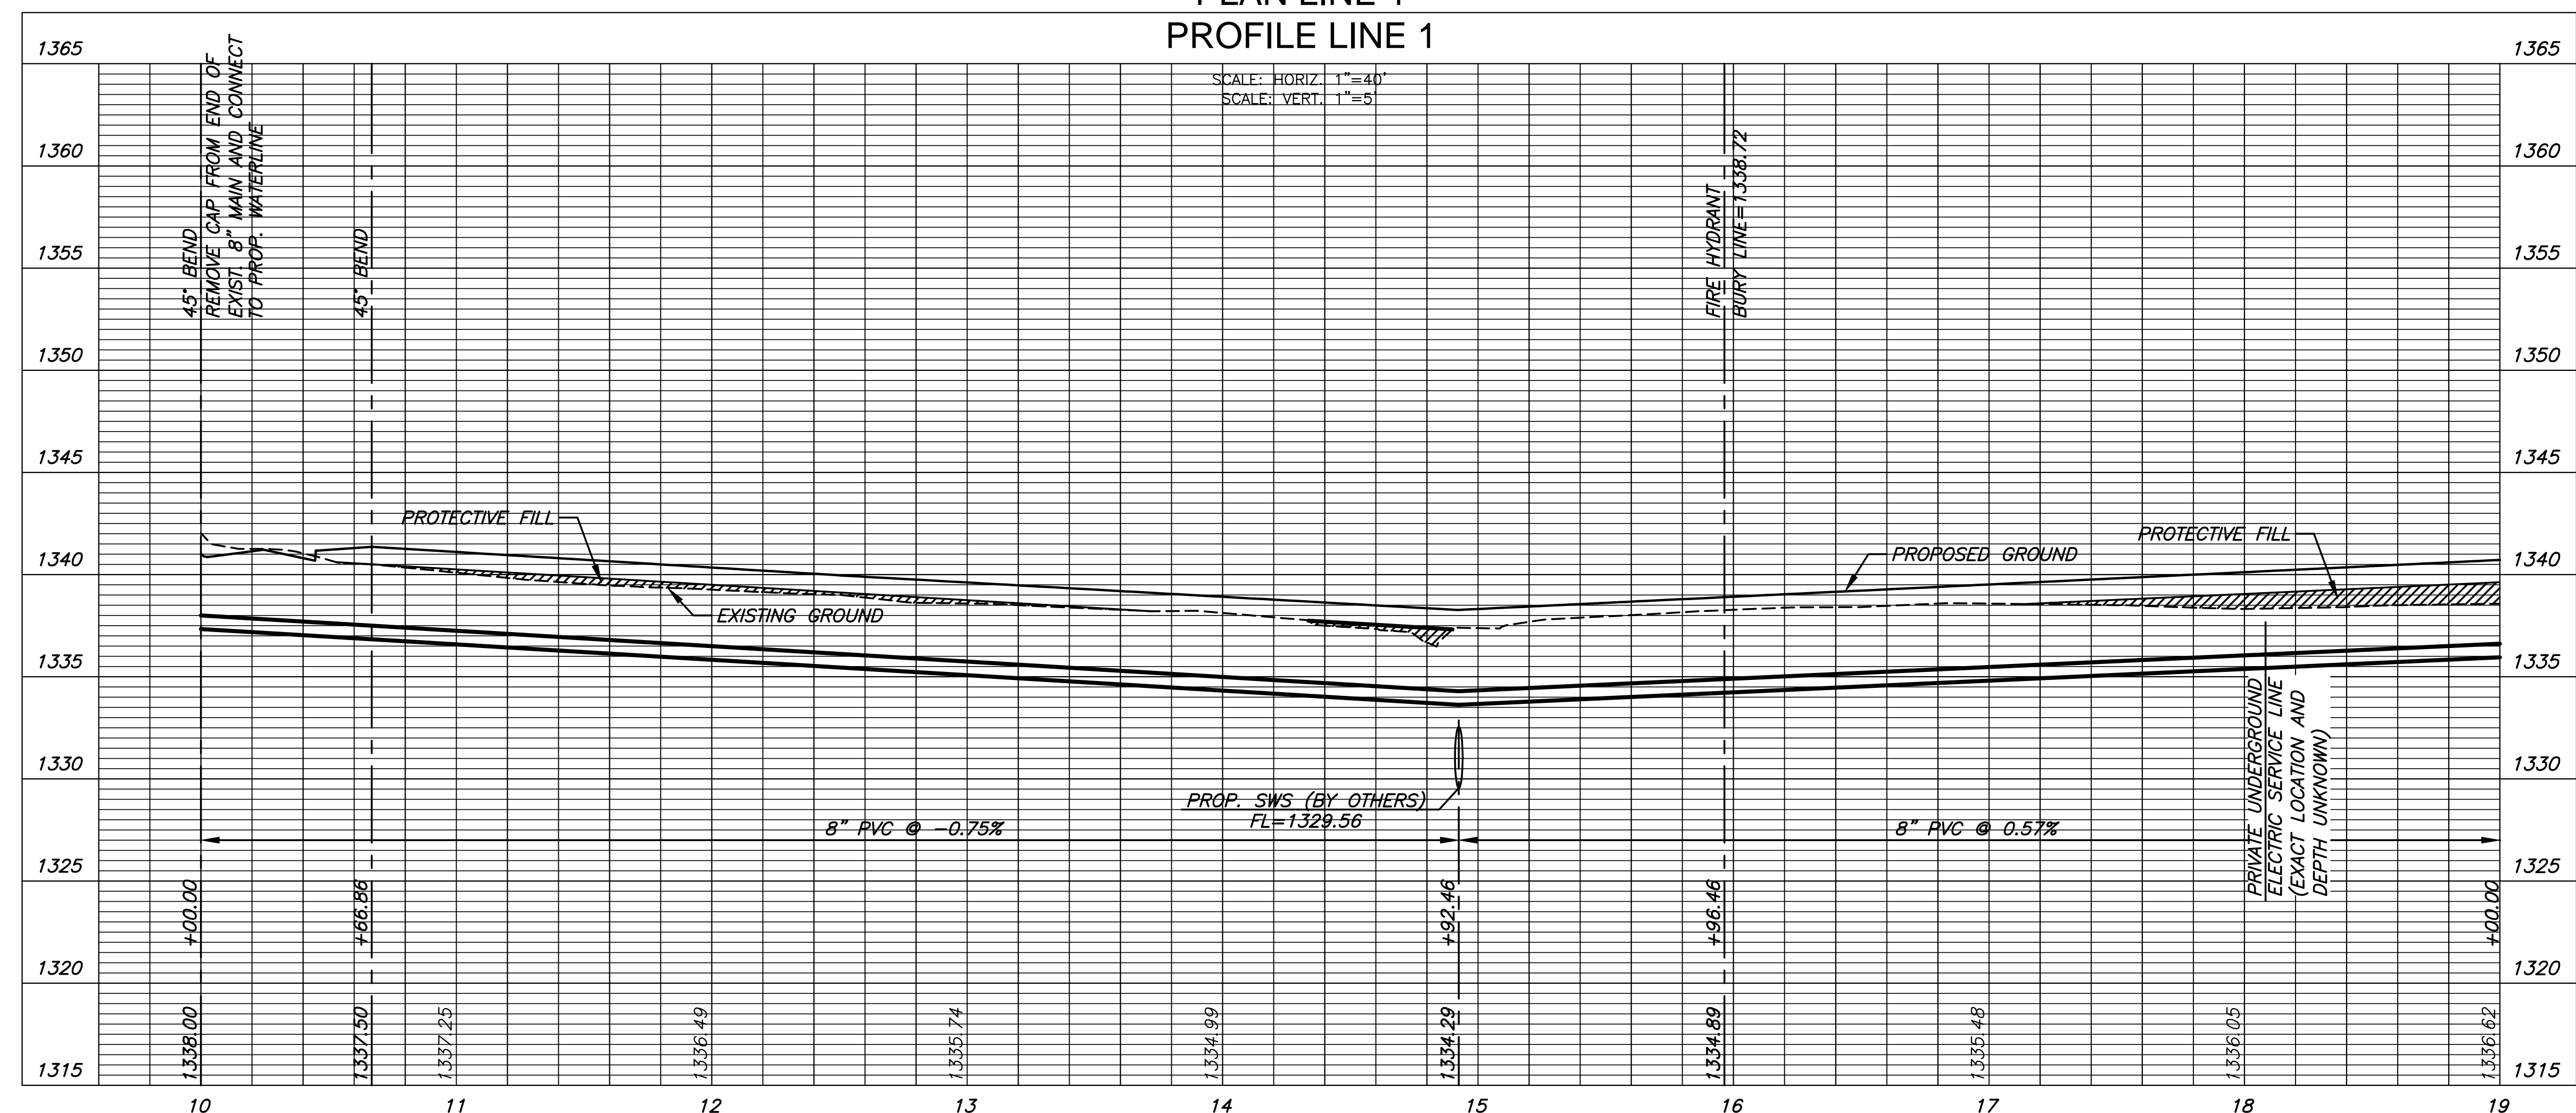 PROFILE LINE 1
SCALE: HORIZ. 1"=40'
SCALE: VERT. 1"=5'
1365
1360
1355
1350
1345
1340
1335
1330
1325
1320
1315
1365
1360
1355
1350
1345
1340
1335
1330
1325
1320
1315
45° BEND
REMOVE CAP FROM END OF
EXIST. 8" MAIN AND CONNECT
TO PROP. WATERLINE
45° BEND
FIRE HYDRANT
BURY LINE=1338.72
PROTECTIVE FILL
EXISTING GROUND
PROPOSED GROUND
PROTECTIVE FILL
PROP. SWS (BY OTHERS)
FL=1329.56
8" PVC @ -0.75%
8" PVC @ 0.57%
PRIVATE UNDERGROUND
ELECTRIC SERVICE LINE
(EXACT LOCATION AND
DEPTH UNKNOWN)
+00.00
+66.86
+92.46
+96.46
+00.00
1338.00
1337.50
1337.25
1336.49
1335.74
1334.99
1334.29
1334.89
1335.48
1336.05
1336.62
10
11
12
13
14
15
16
17
18
19